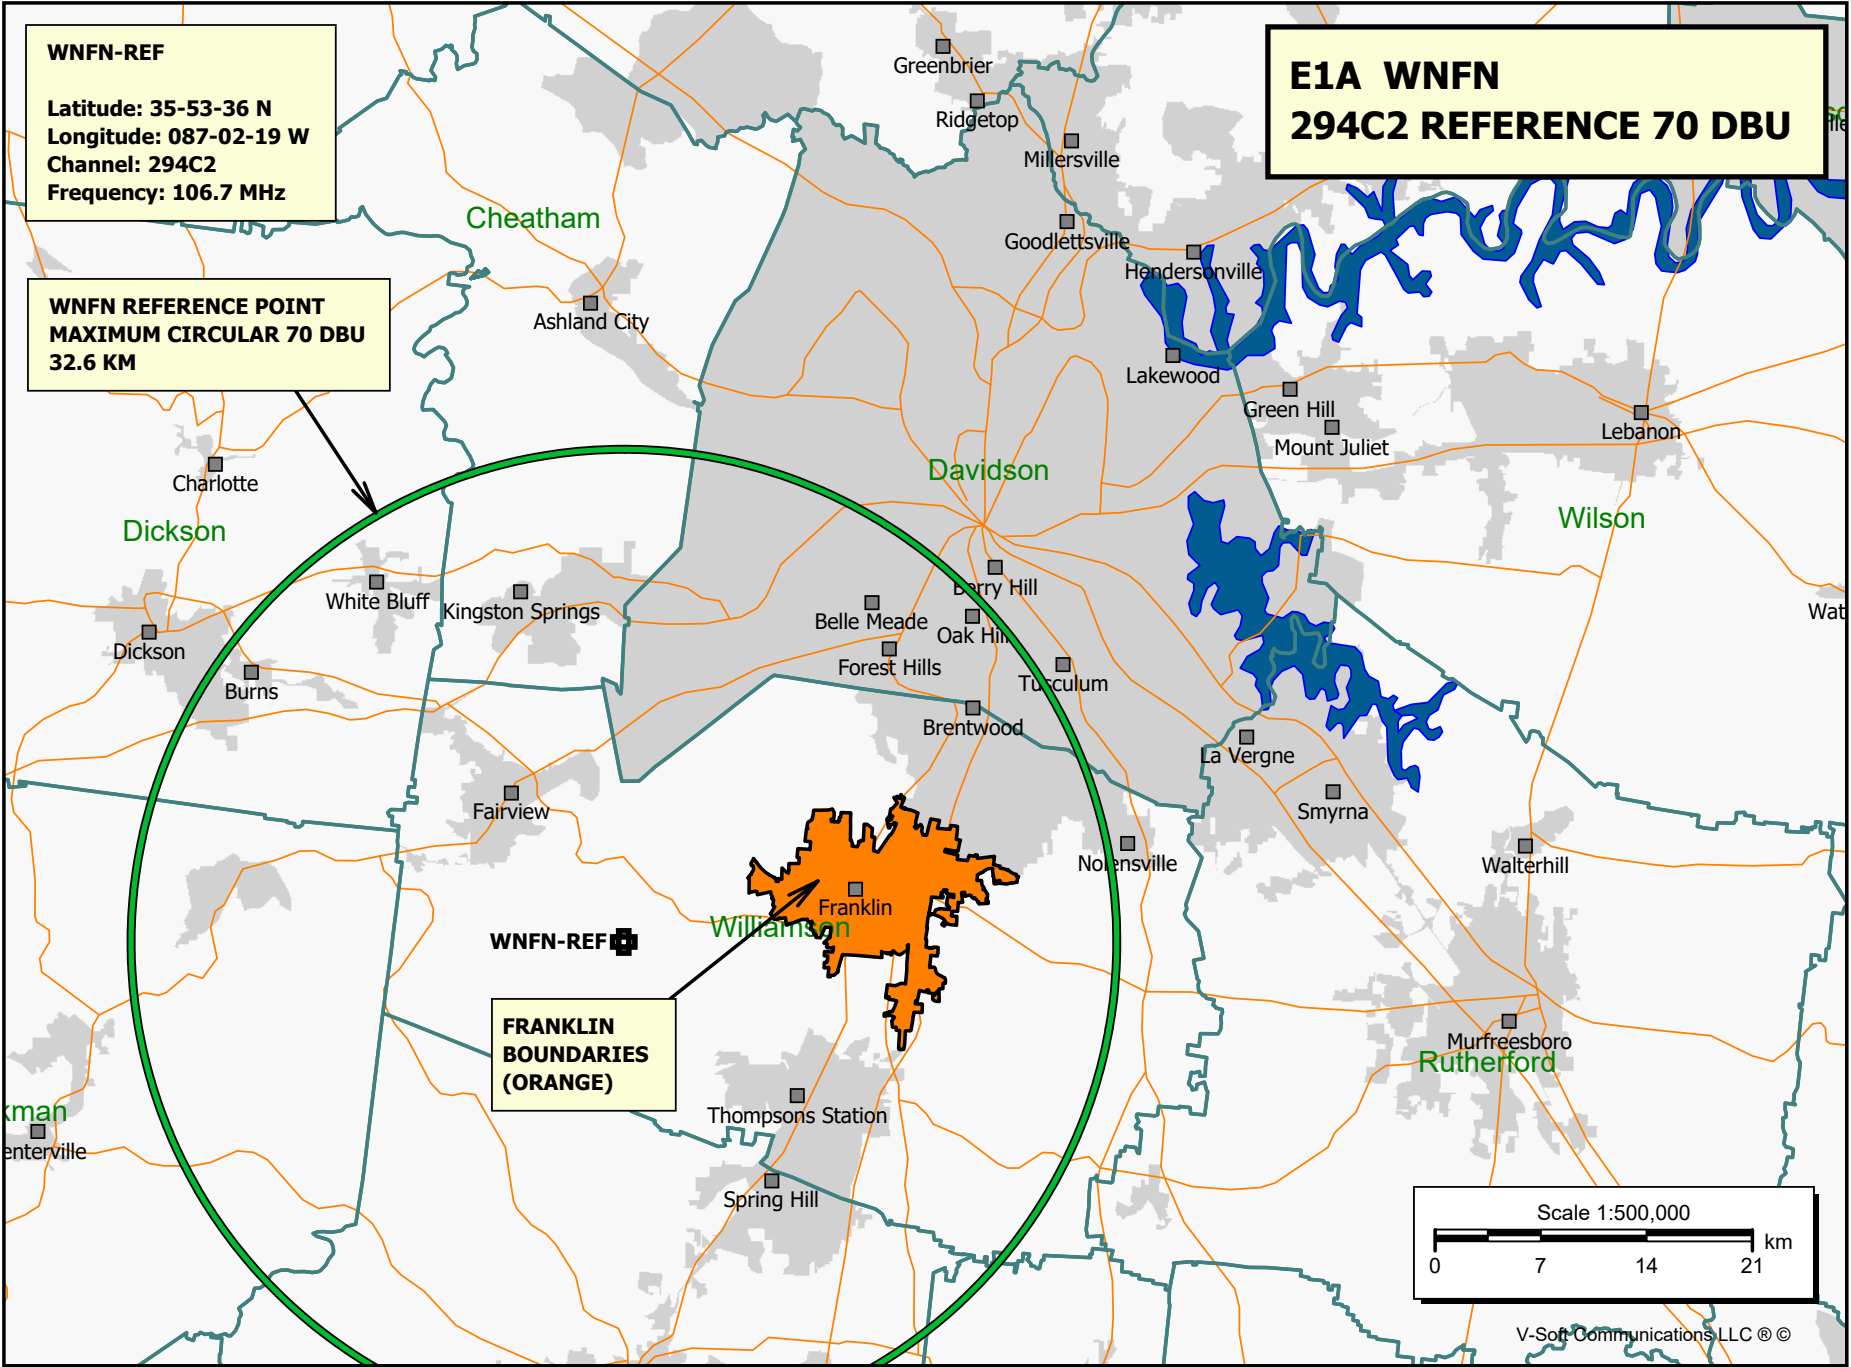 WNFN-REF
Latitude: 35-53-36 N
Longitude: 087-02-19 W
Channel: 294C2
Frequency: 106.7 MHz
E1A WNFN
294C2 REFERENCE 70 DBU
WNFN REFERENCE POINT
MAXIMUM CIRCULAR 70 DBU
32.6 KM
Greenbrier
Ridgetop
Millersville
Cheatham
Goodlettsville
Hendersonville
Ashland City
Lakewood
Green Hill
Mount Juliet
Lebanon
Charlotte
Davidson
Dickson
Wilson
White Bluff
Kingston Springs
Berry Hill
Belle Meade
Oak Hill
Wat
Dickson
Forest Hills
Burns
Tusculum
Brentwood
La Vergne
Fairview
Smyrna
Nolensville
Walterhill
Franklin
Williamson
WNFN-REF
FRANKLIN
BOUNDARIES
(ORANGE)
Murfreesboro
Rutherford
kman
enterville
Thompsons Station
Spring Hill
Scale 1:500,000
km
0 7 14 21
V-Soft Communications LLC ® ©